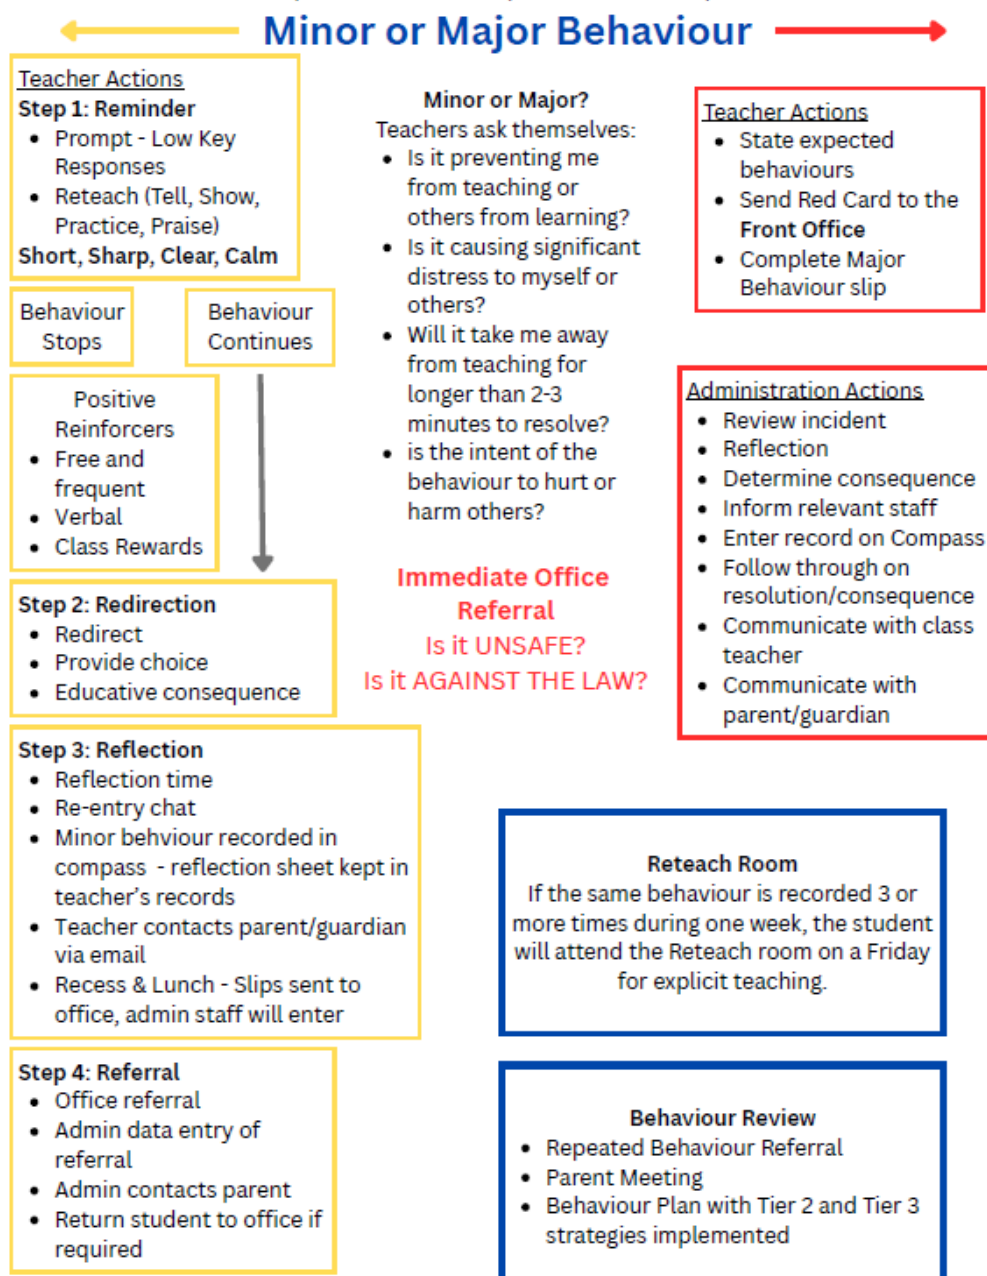 Minor or Major Behaviour
Teacher Actions
Step 1: Reminder
• Prompt - Low Key
Responses
• Reteach (Tell, Show,
Practice, Praise)
Short, Sharp, Clear, Calm
Behaviour
Stops
Behaviour
Continues
Positive
Reinforcers
• Free and
frequent
• Verbal
• Class Rewards
Step 2: Redirection
• Redirect
• Provide choice
• Educative consequence
Step 3: Reflection
• Reflection time
• Re-entry chat
• Minor behviour recorded in
compass - reflection sheet kept in
teacher's records
• Teacher contacts parent/guardian
via email
• Recess & Lunch - Slips sent to
office, admin staff will enter
Step 4: Referral
• Office referral
• Admin data entry of
referral
• Admin contacts parent
• Return student to office if
required
Minor or Major?
Teachers ask themselves:
• Is it preventing me
from teaching or
others from learning?
• Is it causing significant
distress to myself or
others?
• Will it take me away
from teaching for
longer than 2-3
minutes to resolve?
• is the intent of the
behaviour to hurt or
harm others?
Immediate Office
Referral
Is it UNSAFE?
Is it AGAINST THE LAW?
Teacher Actions
• State expected
behaviours
• Send Red Card to the
Front Office
• Complete Major
Behaviour slip
Administration Actions
• Review incident
• Reflection
• Determine consequence
• Inform relevant staff
• Enter record on Compass
• Follow through on
resolution/consequence
• Communicate with class
teacher
• Communicate with
parent/guardian
Reteach Room
If the same behaviour is recorded 3 or
more times during one week, the student
will attend the Reteach room on a Friday
for explicit teaching.
Behaviour Review
• Repeated Behaviour Referral
• Parent Meeting
• Behaviour Plan with Tier 2 and Tier 3
strategies implemented